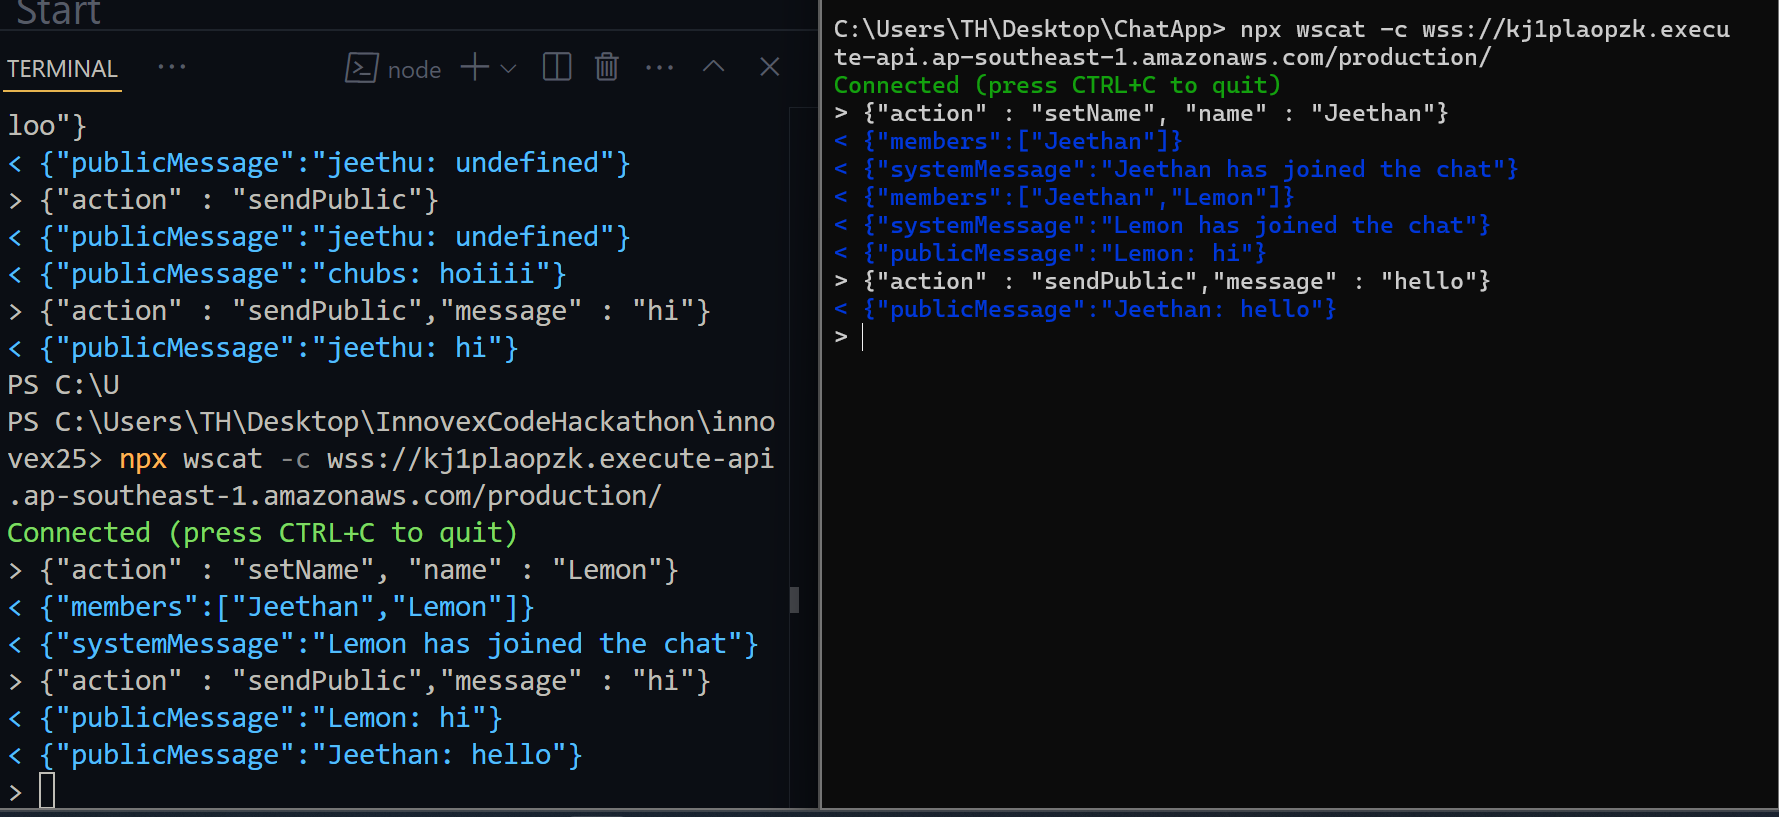 Start
TERMINAL ... node ...
loo"}
< {"publicMessage":"jeethu: undefined"}
> {"action" : "sendPublic"}
< {"publicMessage":"jeethu: undefined"}
< {"publicMessage":"chubs: hoiiii"}
> {"action" : "sendPublic","message" : "hi"}
< {"publicMessage":"jeethu: hi"}
PS C:\U
PS C:\Users\TH\Desktop\InnovexCodeHackathon\inno
vex25> npx wscat -c wss://kj1plaopzk.execute-api
.ap-southeast-1.amazonaws.com/production/
Connected (press CTRL+C to quit)
> {"action" : "setName", "name" : "Lemon"}
< {"members":["Jeethan","Lemon"]}
< {"systemMessage":"Lemon has joined the chat"}
> {"action" : "sendPublic","message" : "hi"}
< {"publicMessage":"Lemon: hi"}
< {"publicMessage":"Jeethan: hello"}
>
C:\Users\TH\Desktop\ChatApp> npx wscat -c wss://kj1plaopzk.execu
te-api.ap-southeast-1.amazonaws.com/production/
Connected (press CTRL+C to quit)
> {"action" : "setName", "name" : "Jeethan"}
< {"members":["Jeethan"]}
< {"systemMessage":"Jeethan has joined the chat"}
< {"members":["Jeethan","Lemon"]}
< {"systemMessage":"Lemon has joined the chat"}
< {"publicMessage":"Lemon: hi"}
> {"action" : "sendPublic","message" : "hello"}
< {"publicMessage":"Jeethan: hello"}
>